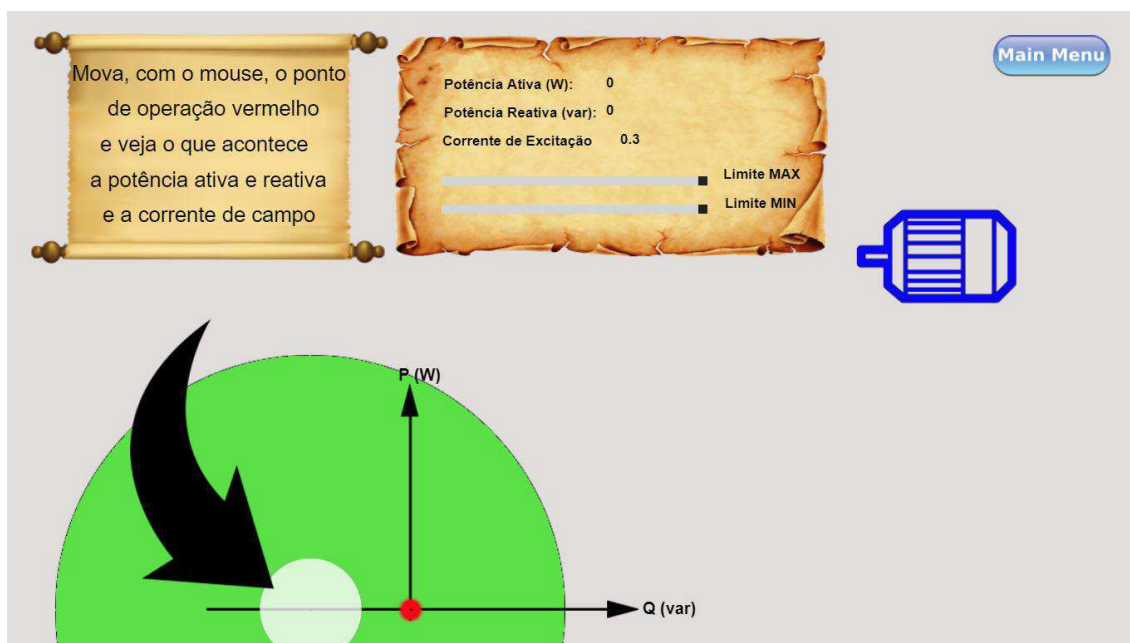 Mova, com o mouse, o ponto
de operação vermelho
e veja o que acontece
a potência ativa e reativa
e a corrente de campo
Potência Ativa (W): 0
Potência Reativa (var): 0
Corrente de Excitação 0.3
Limite MAX
Limite MIN
Main Menu
P (W)
Q (var)